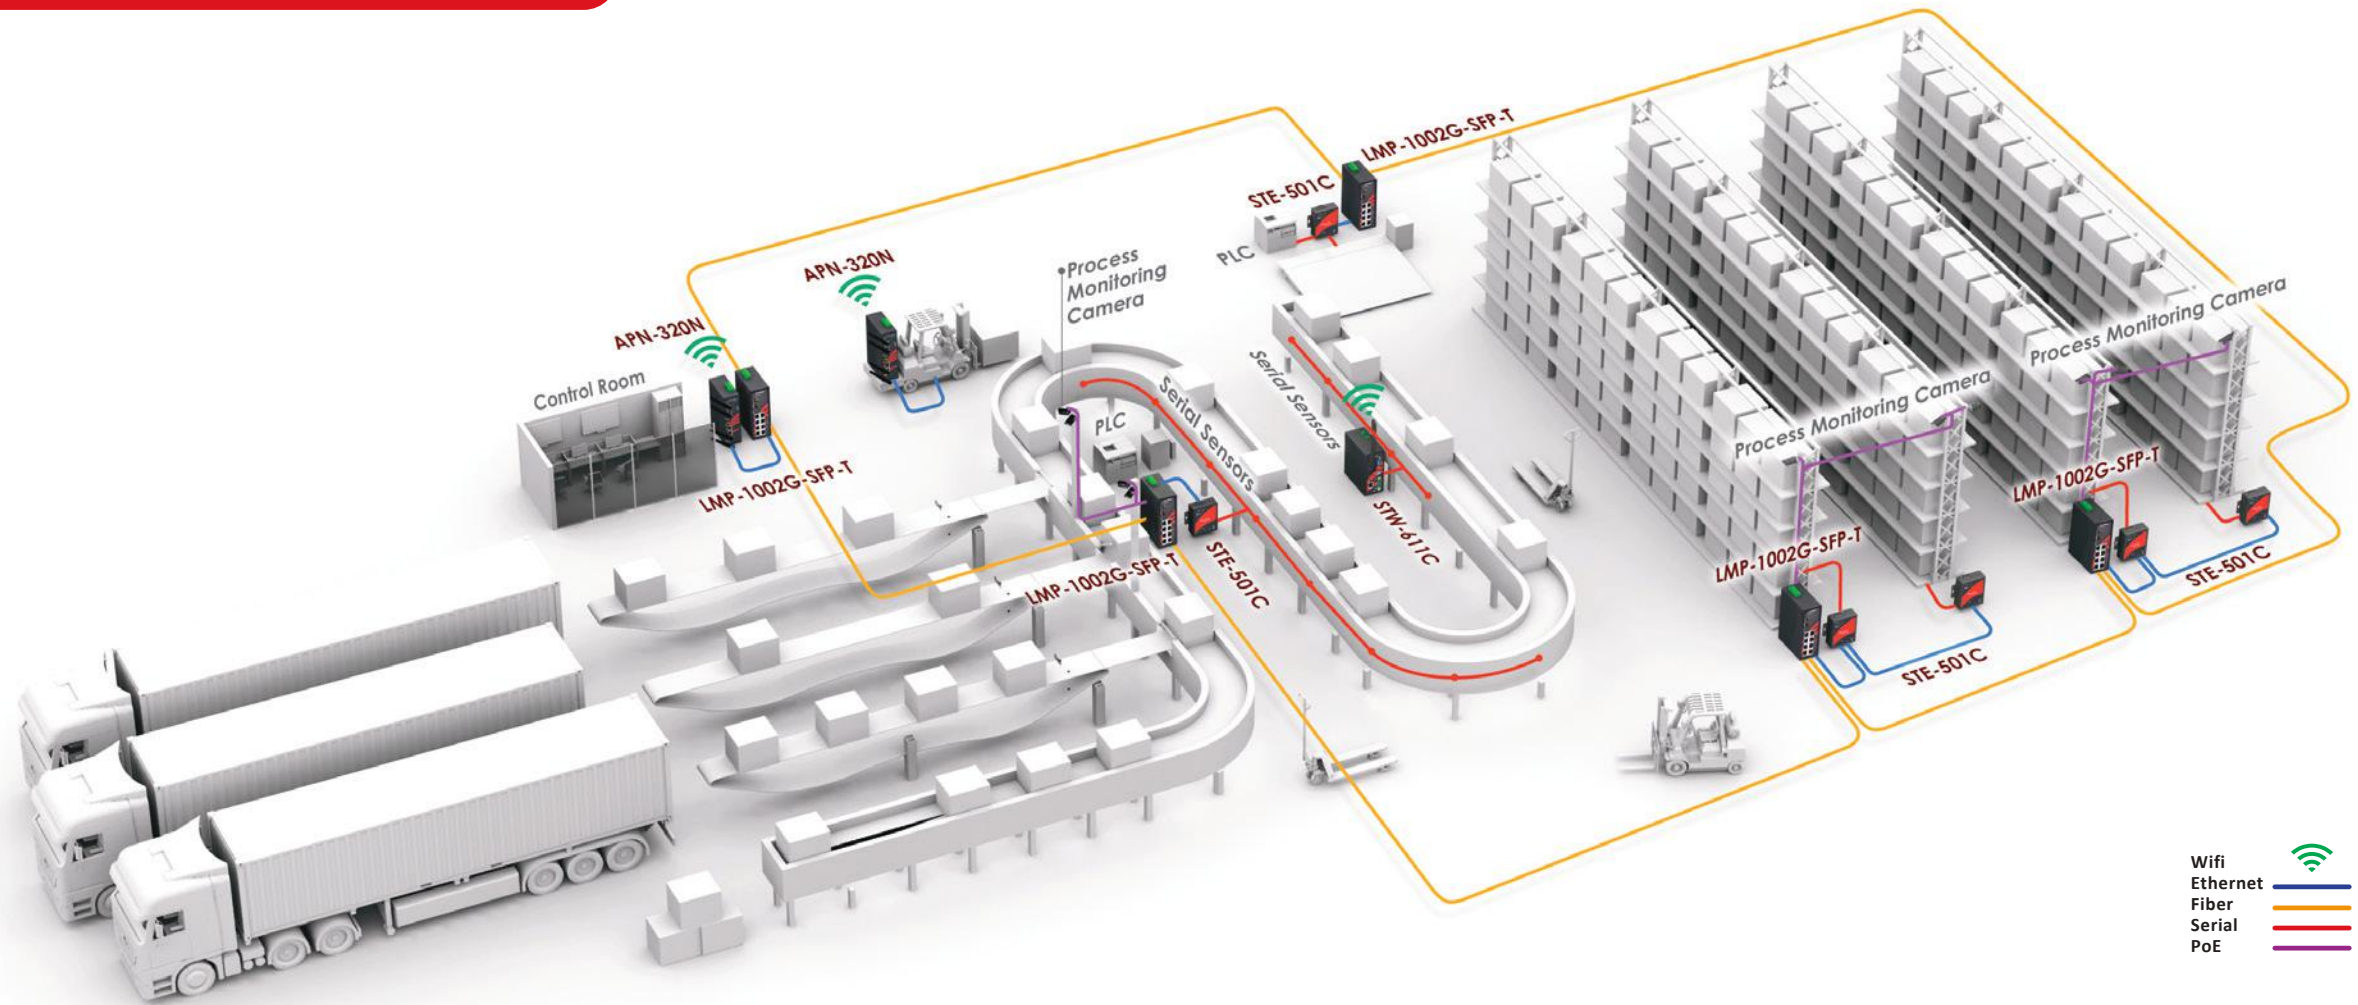 LMP-1002G-SFP-T
STE-501C
PLC
APN-320N
Process
Monitoring
Camera
APN-320N
Control Room
LMP-1002G-SFP-T
PLC
Serial Sensors
Serial Sensors
STW-611C
LMP-1002G-SFP-T
STE-501C
Process Monitoring Camera
Process Monitoring Camera
LMP-1002G-SFP-T
STE-501C
LMP-1002G-SFP-T
STE-501C
Wifi
Ethernet
Fiber
Serial
PoE